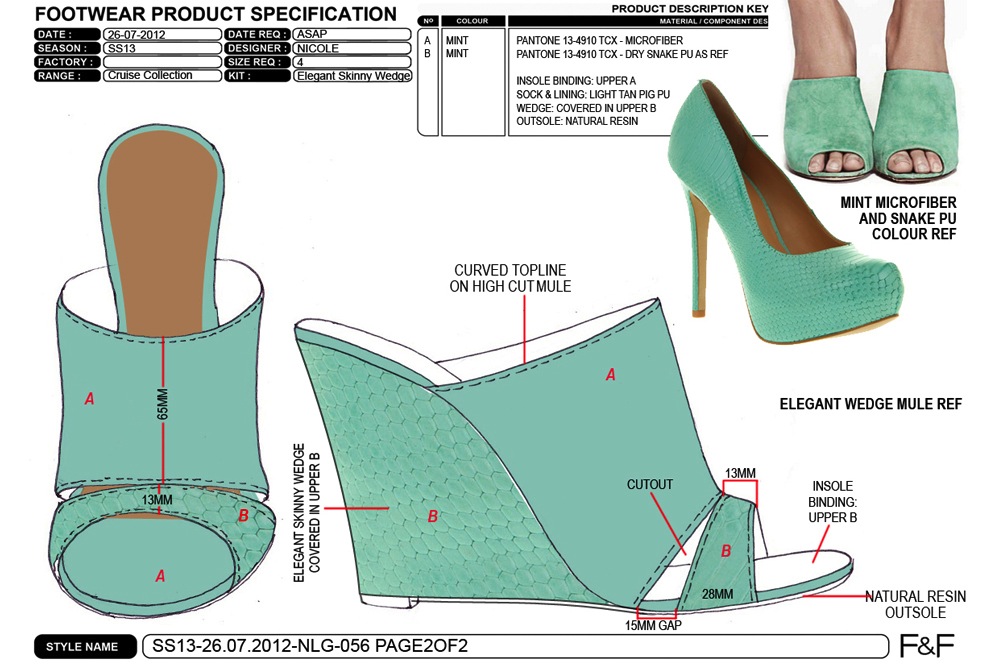 FOOTWEAR PRODUCT SPECIFICATION
DATE : 26-07-2012 DATE REQ : ASAP
SEASON : SS13 DESIGNER : NICOLE
FACTORY : SIZE REQ : 4
RANGE : Cruise Collection KIT : Elegant Skinny Wedge
PRODUCT DESCRIPTION KEY
Nº COLOUR MATERIAL / COMPONENT DES
A MINT PANTONE 13-4910 TCX - MICROFIBER
B MINT PANTONE 13-4910 TCX - DRY SNAKE PU AS REF
INSOLE BINDING: UPPER A
SOCK & LINING: LIGHT TAN PIG PU
WEDGE: COVERED IN UPPER B
OUTSOLE: NATURAL RESIN
MINT MICROFIBER
AND SNAKE PU
COLOUR REF
CURVED TOPLINE
ON HIGH CUT MULE
A
65MM
A
ELEGANT WEDGE MULE REF
13MM
B
A
ELEGANT SKINNY WEDGE
COVERED IN UPPER B
B
CUTOUT
13MM
INSOLE
BINDING:
UPPER B
B
28MM
15MM GAP
NATURAL RESIN
OUTSOLE
STYLE NAME SS13-26.07.2012-NLG-056 PAGE2OF2
F&F